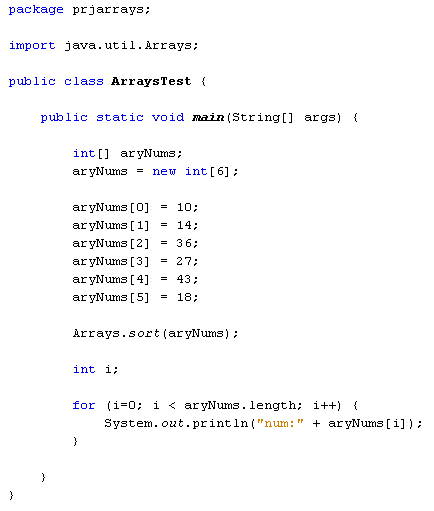 package prjarrays;
import java.util.Arrays;
public class ArraysTest {
public static void main(String[] args) {
int[] aryNums;
aryNums = new int[6];
aryNums[0] = 10;
aryNums[1] = 14;
aryNums[2] = 36;
aryNums[3] = 27;
aryNums[4] = 43;
aryNums[5] = 18;
Arrays.sort(aryNums);
int i;
for (i=0; i < aryNums.length; i++) {
System.out.println("num:" + aryNums[i]);
}
}
}